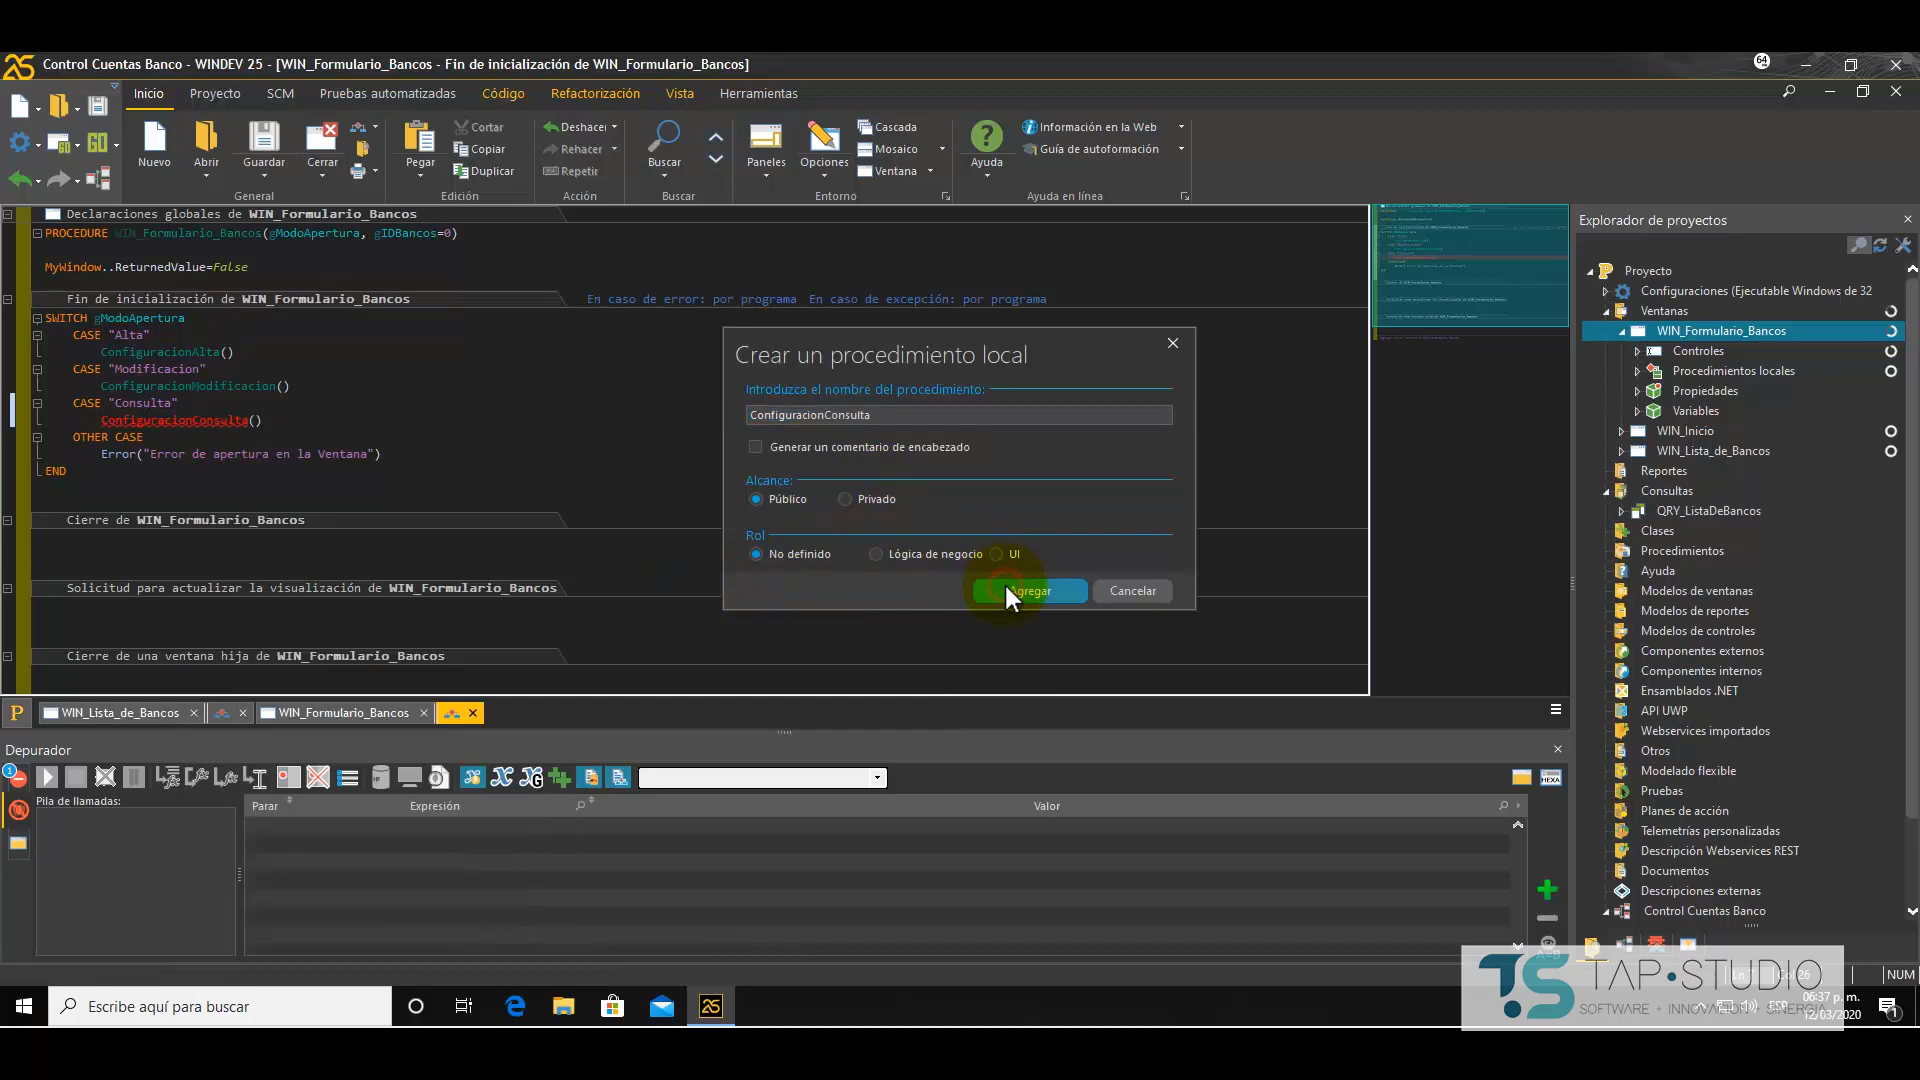 Control Cuentas Banco - WINDEV 25 - [WIN_Formulario_Bancos - Fin de inicialización de WIN_Formulario_Bancos]
64
Inicio Proyecto SCM Pruebas automatizadas Código Refactorización Vista Herramientas
Nuevo Abrir Guardar Cerrar
General
Pegar
Cortar
Copiar
Duplicar
Edición
Deshacer
Rehacer
Repetir
Acción
Buscar
Buscar
Paneles Opciones
Cascada
Mosaico
Ventana
Entorno
Ayuda
Información en la Web
Guía de autoformación
Ayuda en línea
Declaraciones globales de WIN_Formulario_Bancos
PROCEDURE WIN_Formulario_Bancos(gModoApertura, gIDBancos=0)
MyWindow..ReturnedValue=False
Fin de inicialización de WIN_Formulario_Bancos En caso de error: por programa En caso de excepción: por programa
SWITCH gModoApertura
CASE "Alta"
ConfiguracionAlta()
CASE "Modificacion"
ConfiguracionModificacion()
CASE "Consulta"
ConfiguracionConsulta()
OTHER CASE
Error("Error de apertura en la Ventana")
END
Cierre de WIN_Formulario_Bancos
Solicitud para actualizar la visualización de WIN_Formulario_Bancos
Cierre de una ventana hija de WIN_Formulario_Bancos
Crear un procedimiento local
Introduzca el nombre del procedimiento:
ConfiguracionConsulta
Generar un comentario de encabezado
Alcance:
Público Privado
Rol
No definido Lógica de negocio UI
Agregar Cancelar
Explorador de proyectos
Proyecto
Configuraciones (Ejecutable Windows de 32
Ventanas
WIN_Formulario_Bancos
Controles
Procedimientos locales
Propiedades
Variables
WIN_Inicio
WIN_Lista_de_Bancos
Reportes
Consultas
QRY_ListaDeBancos
Clases
Procedimientos
Ayuda
Modelos de ventanas
Modelos de reportes
Modelos de controles
Componentes externos
Componentes internos
Ensamblados .NET
API UWP
Webservices importados
Otros
Modelado flexible
Pruebas
Planes de acción
Telemetrías personalizadas
Descripción Webservices REST
Documentos
Descripciones externas
Control Cuentas Banco
WIN_Lista_de_Bancos WIN_Formulario_Bancos
Depurador
Pila de llamadas:
Parar Expresión Valor
HEXA
NUM
TAP·STUDIO
SOFTWARE + INNOVACIÓN + SINERGIA
Escribe aquí para buscar
ESP
06:37 p. m.
12/03/2020